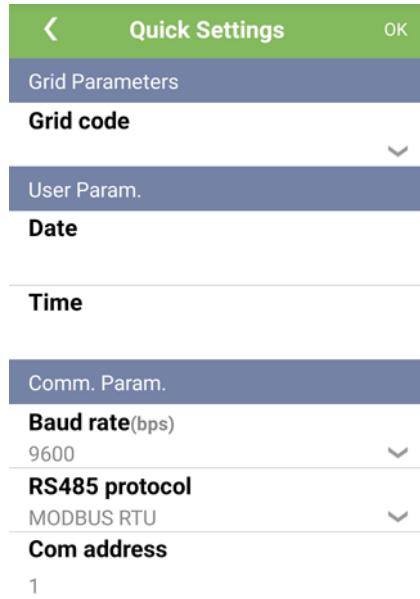 Quick Settings OK
Grid Parameters
Grid code
User Param.
Date
Time
Comm. Param.
Baud rate(bps)
9600
RS485 protocol
MODBUS RTU
Com address
1